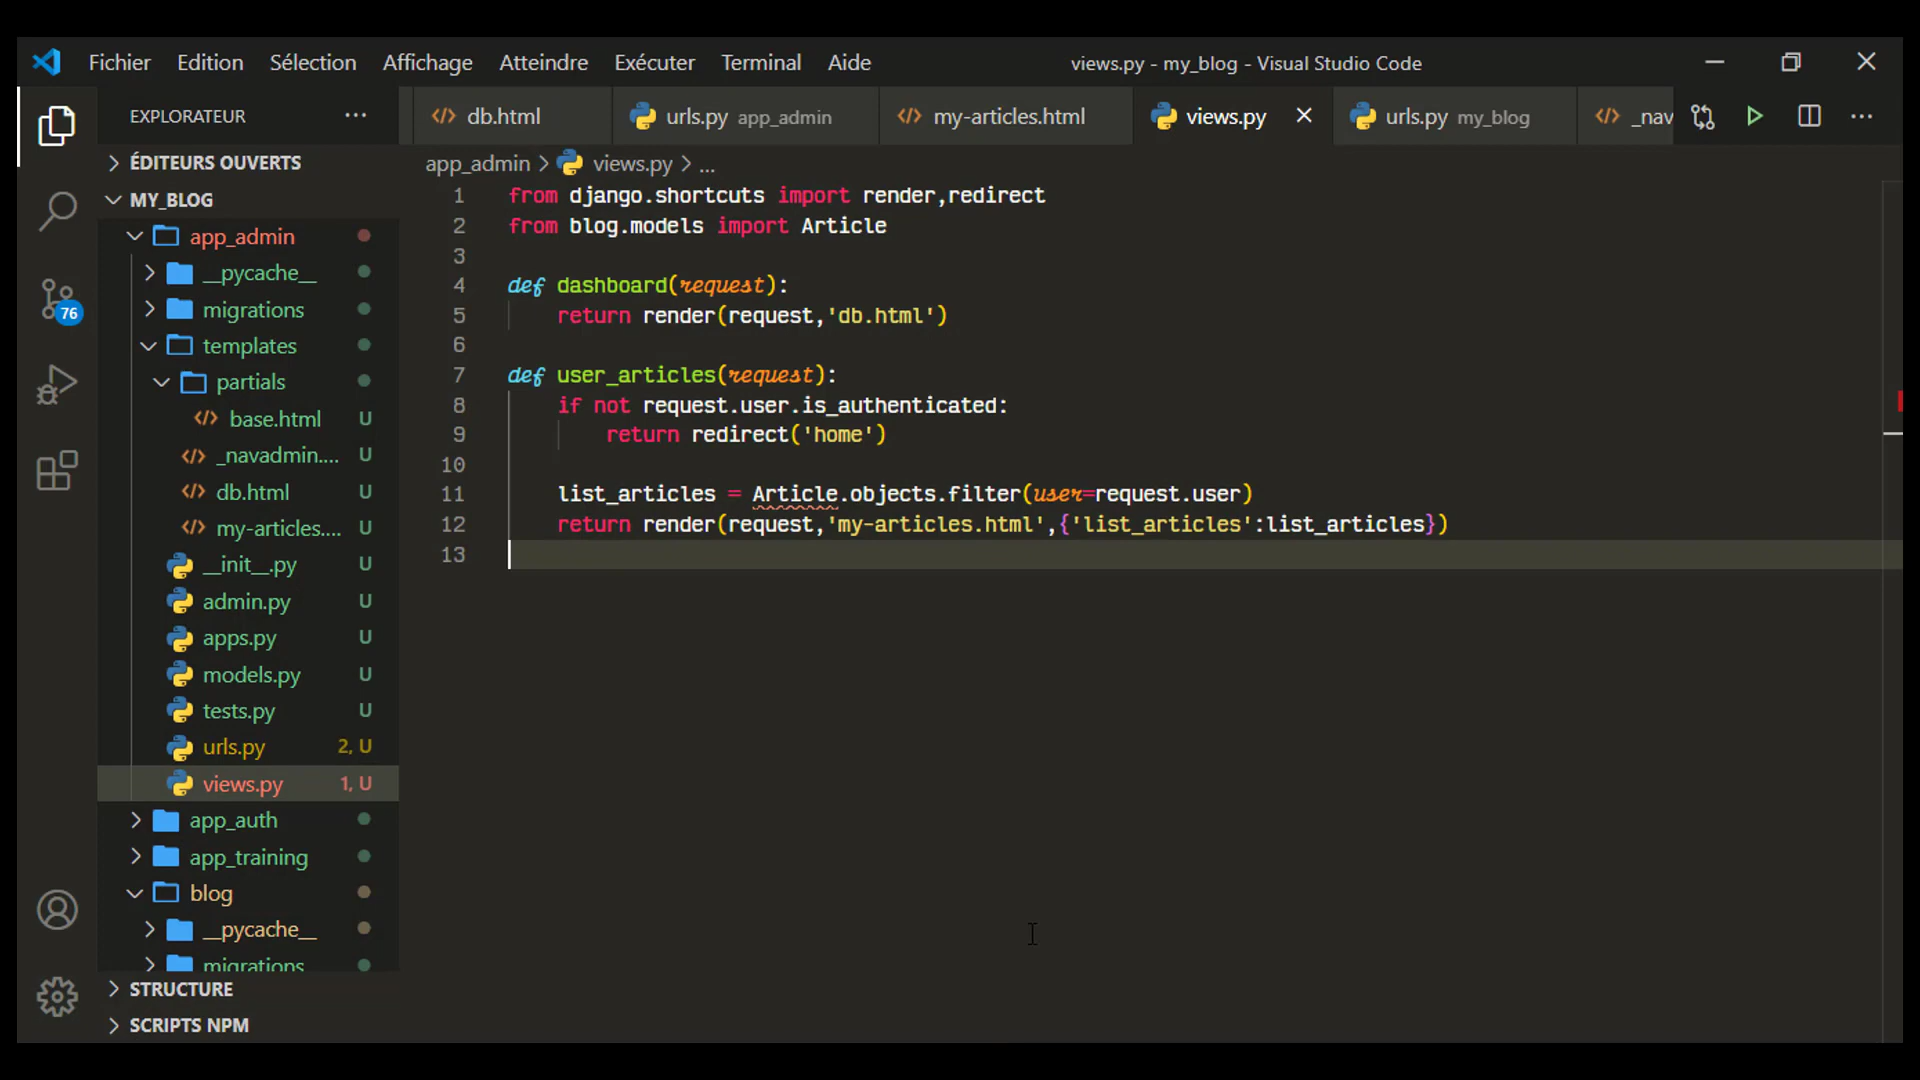 Fichier Edition Sélection Affichage Atteindre Exécuter Terminal Aide views.py - my_blog - Visual Studio Code
EXPLORATEUR ... db.html urls.py app_admin my-articles.html views.py urls.py my_blog _nav
ÉDITEURS OUVERTS
app_admin > views.py > ...
MY_BLOG
app_admin
__pycache__
migrations
templates
partials
base.html U
_navadmin.... U
db.html U
my-articles.... U
__init__.py U
admin.py U
apps.py U
models.py U
tests.py U
urls.py 2, U
views.py 1, U
app_auth
app_training
blog
__pycache__
migrations
STRUCTURE
SCRIPTS NPM
76
1 from django.shortcuts import render,redirect
2 from blog.models import Article
3
4 def dashboard(request):
5 return render(request,'db.html')
6
7 def user_articles(request):
8 if not request.user.is_authenticated:
9 return redirect('home')
10
11 list_articles = Article.objects.filter(user=request.user)
12 return render(request,'my-articles.html',{'list_articles':list_articles})
13